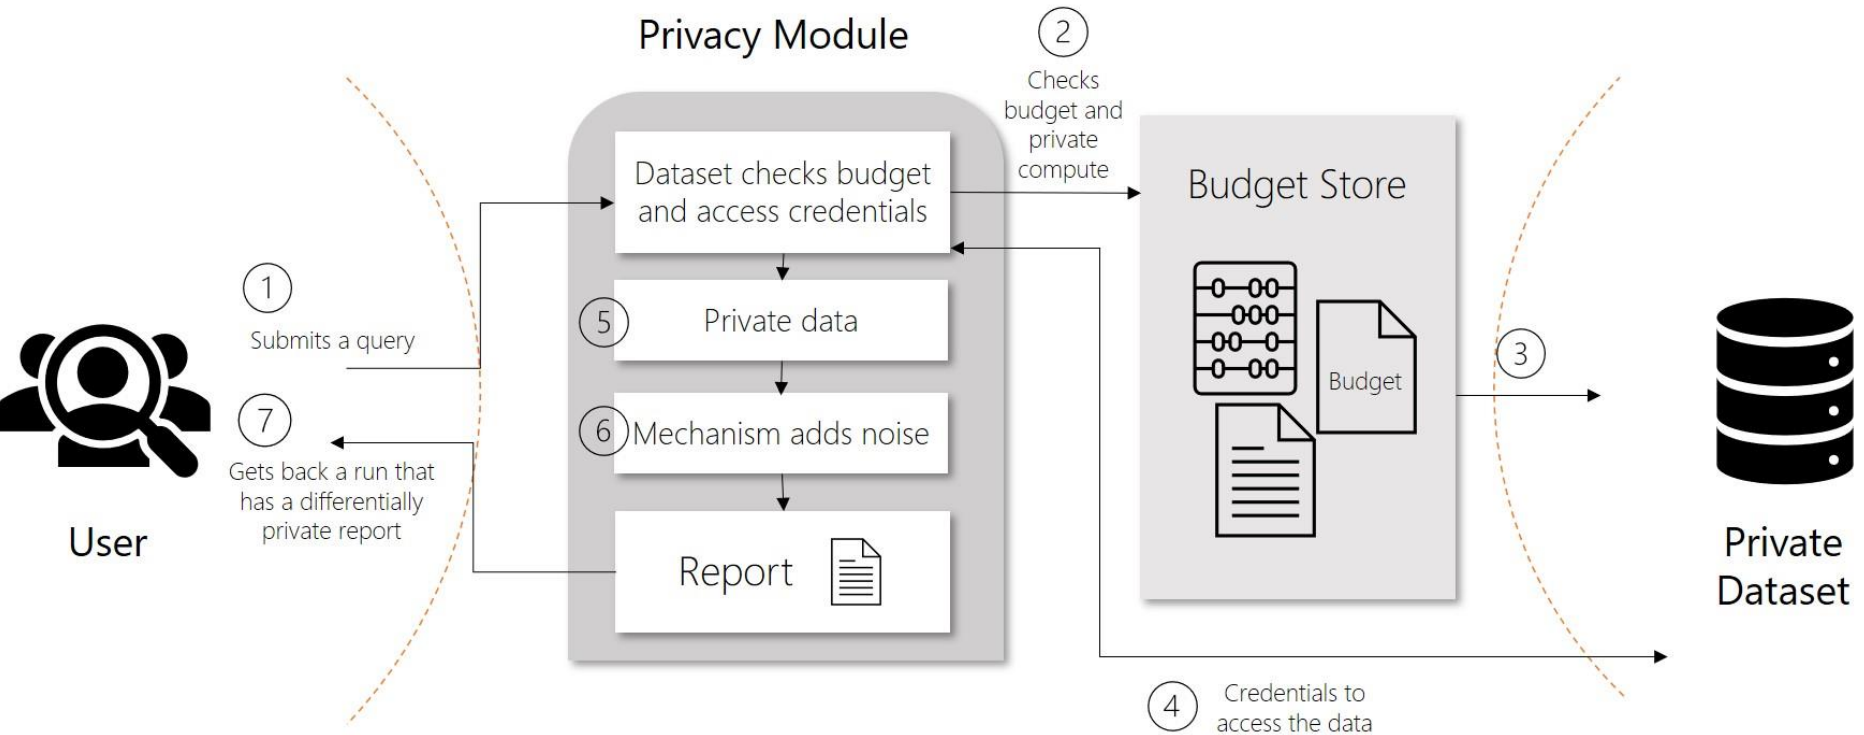 Privacy Module
2
Checks
budget and
private
compute
Dataset checks budget
and access credentials
Budget Store
1
Submits a query
5
Private data
3
Budget
7
6
Mechanism adds noise
Gets back a run that
has a differentially
private report
User
Report
Private
Dataset
4
Credentials to
access the data